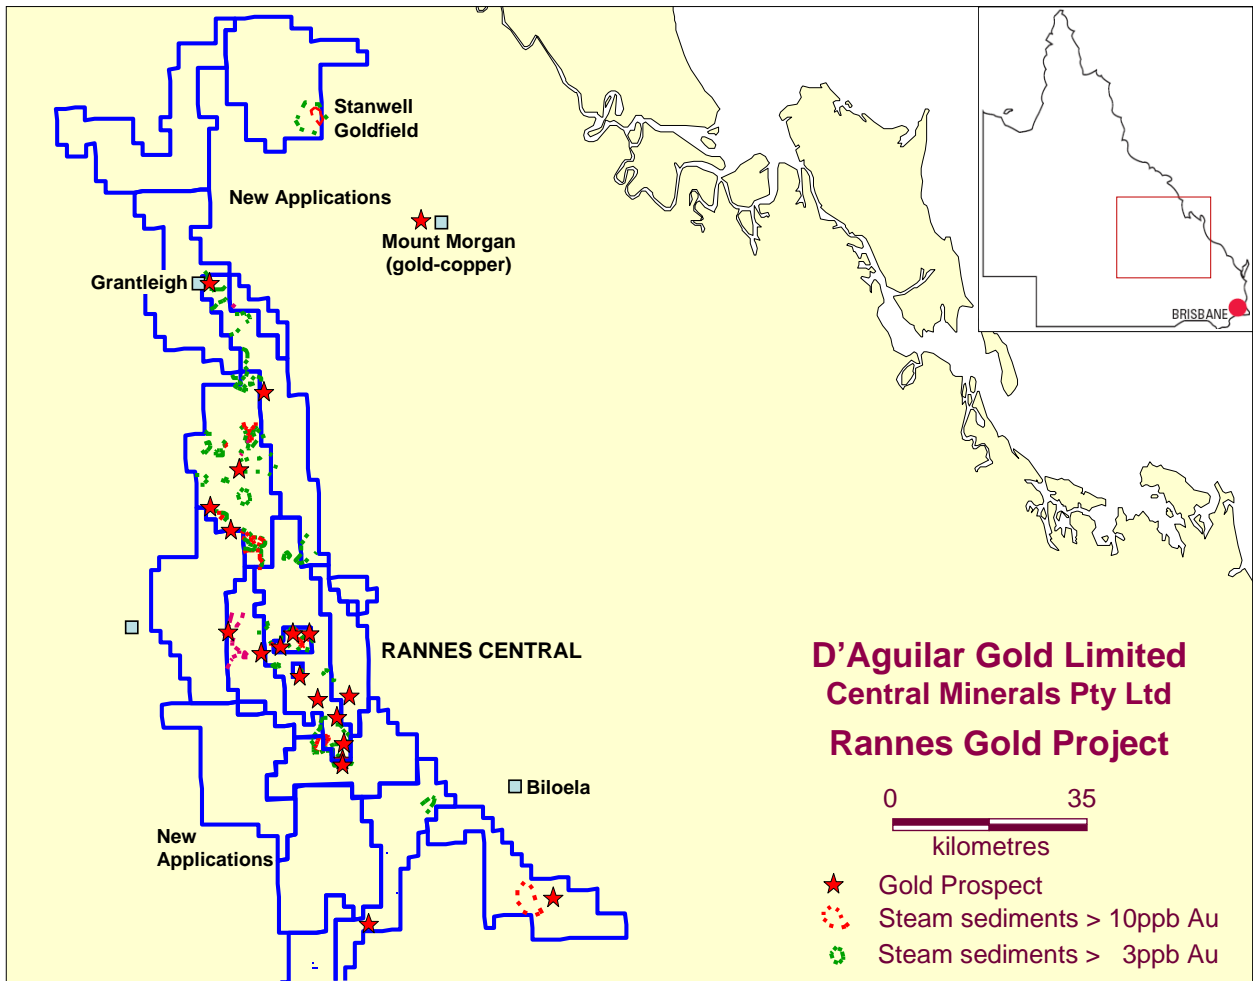 Stanwell
Goldfield
New Applications
Mount Morgan
(gold-copper)
Grantleigh
BRISBANE
RANNES CENTRAL
D'Aguilar Gold Limited
Central Minerals Pty Ltd
Rannes Gold Project
Biloela
0 35
kilometres
New
Applications
Gold Prospect
Steam sediments > 10ppb Au
Steam sediments > 3ppb Au